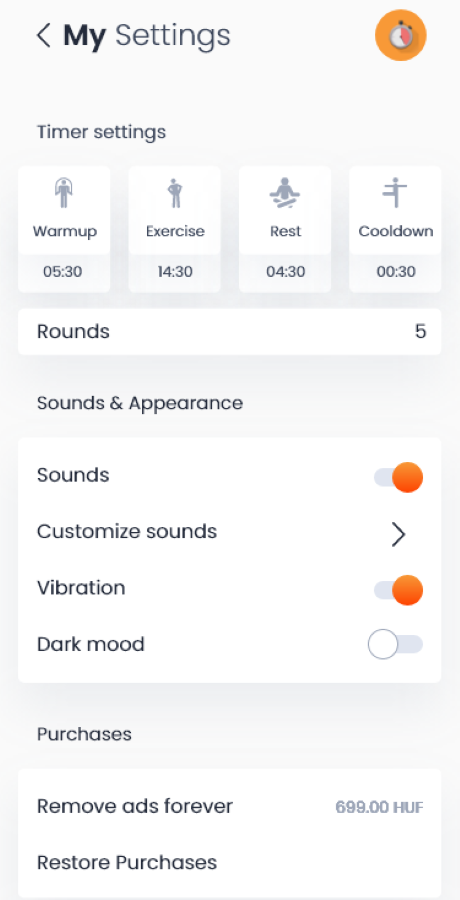 My Settings
Timer settings
Warmup Exercise Rest Cooldown
05:30 14:30 04:30 00:30
Rounds 5
Sounds & Appearance
Sounds
Customize sounds
Vibration
Dark mood
Purchases
Remove ads forever 699.00 HUF
Restore Purchases